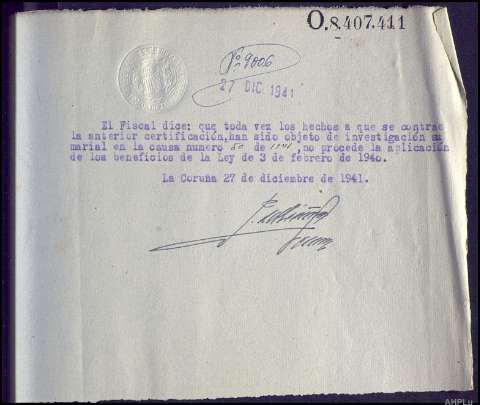 O.8.407.411
Nº 9006
27 DIC 1941
El Fiscal dice: que toda vez los hechos a que se contrae
la anterior certificación,han sido objeto de investigación su
marial en la causa numero 50 de 1941 ,no procede la aplicación
de los beneficios de la Ley de 3 de febrero de 1940.
La Coruña 27 de diciembre de 1941.
AHPLu